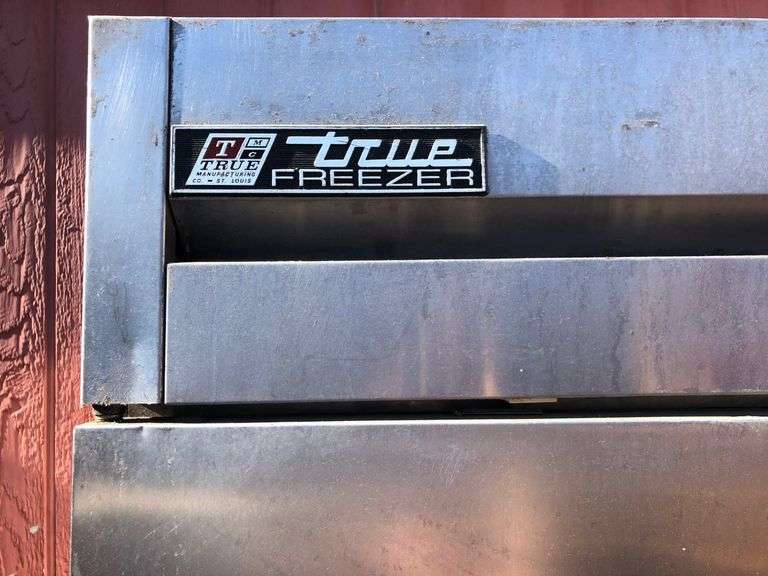 T M C
TRUE
MANUFACTURING
CO. - ST. LOUIS
true
FREEZER